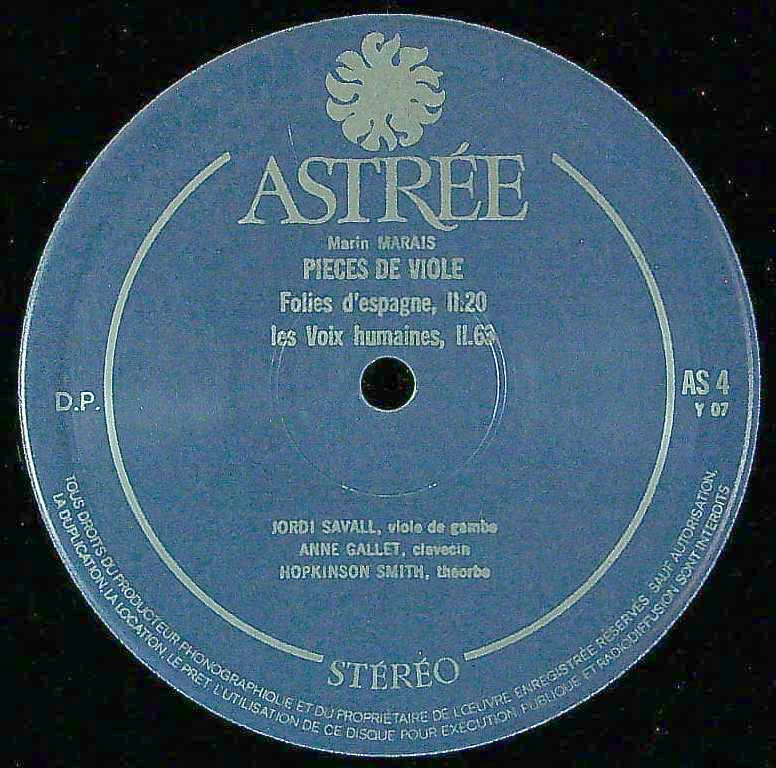 ASTRÉE
Marin MARAIS
PIECES DE VIOLE
Folies d'espagne, II.20
les Voix humaines, II.63
D.P.
AS 4
Y 07
JORDI SAVALL, viole de gambe
ANNE GALLET, clavecin
HOPKINSON SMITH, théorbe
STÉRÉO
TOUS DROITS DU PRODUCTEUR PHONOGRAPHIQUE ET DU PROPRIÉTAIRE DE L'ŒUVRE ENREGISTRÉE RÉSERVÉS. SAUF AUTORISATION,
LA DUPLICATION, LA LOCATION, LE PRET, L'UTILISATION DE CE DISQUE POUR EXÉCUTION PUBLIQUE ET RADIODIFFUSION SONT INTERDITS